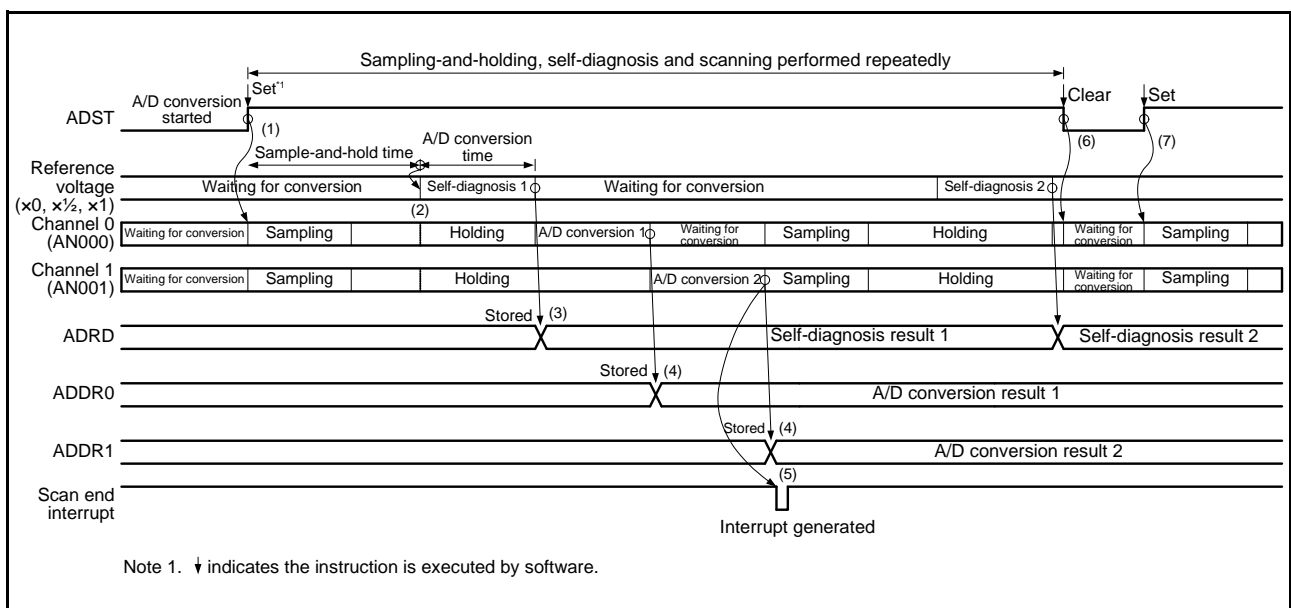 Sampling-and-holding, self-diagnosis and scanning performed repeatedly
Set*1
Clear
Set
ADST
A/D conversion
started
(1)
(6)
(7)
Sample-and-hold time
A/D conversion
time
Reference
voltage
(×0, ×½, ×1)
Waiting for conversion
Self-diagnosis 1
Waiting for conversion
Self-diagnosis 2
(2)
Channel 0
(AN000)
Waiting for conversion
Sampling
Holding
A/D conversion 1
Waiting for
conversion
Sampling
Holding
Waiting for
conversion
Sampling
Channel 1
(AN001)
Waiting for conversion
Sampling
Holding
A/D conversion 2
Sampling
Holding
Waiting for
conversion
Sampling
ADRD
Stored
(3)
Self-diagnosis result 1
Self-diagnosis result 2
ADDR0
Stored
(4)
A/D conversion result 1
ADDR1
Stored
(4)
A/D conversion result 2
Scan end
interrupt
(5)
Interrupt generated
Note 1. ↓ indicates the instruction is executed by software.